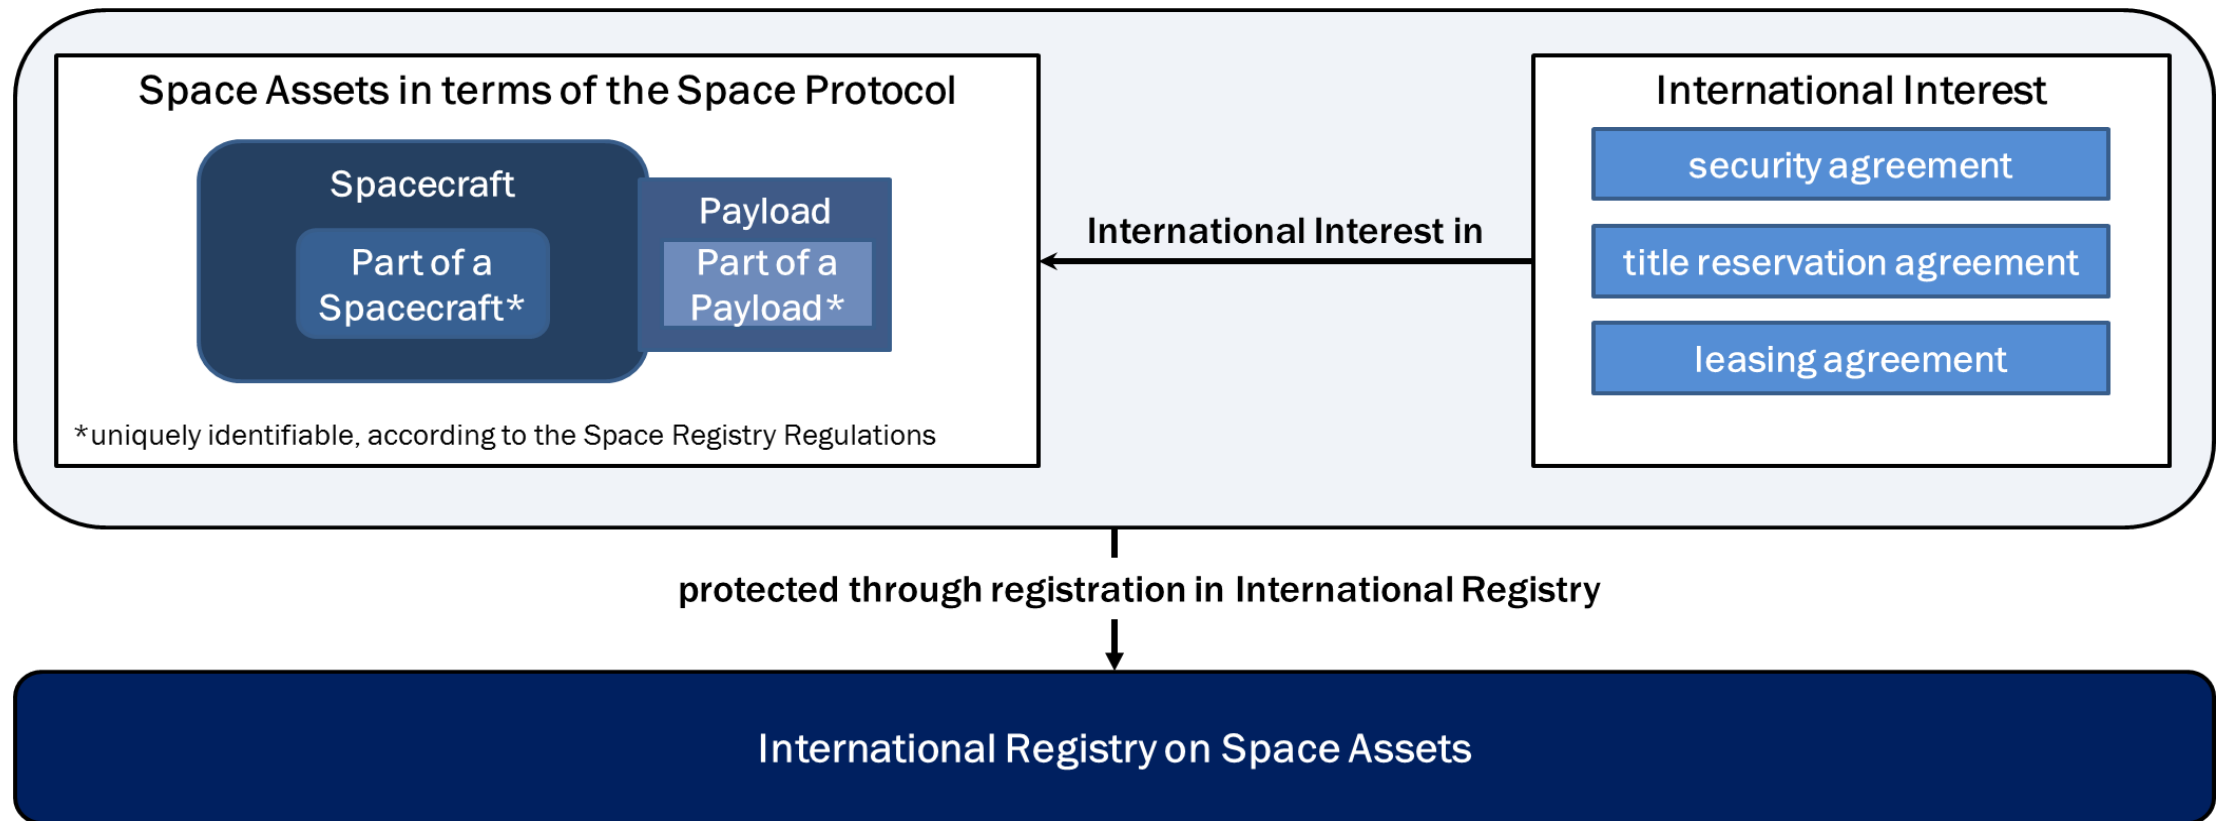 Space Assets in terms of the Space Protocol
Spacecraft
Part of a
Spacecraft*
Payload
Part of a
Payload*
*uniquely identifiable, according to the Space Registry Regulations
International Interest in
International Interest
security agreement
title reservation agreement
leasing agreement
protected through registration in International Registry
International Registry on Space Assets